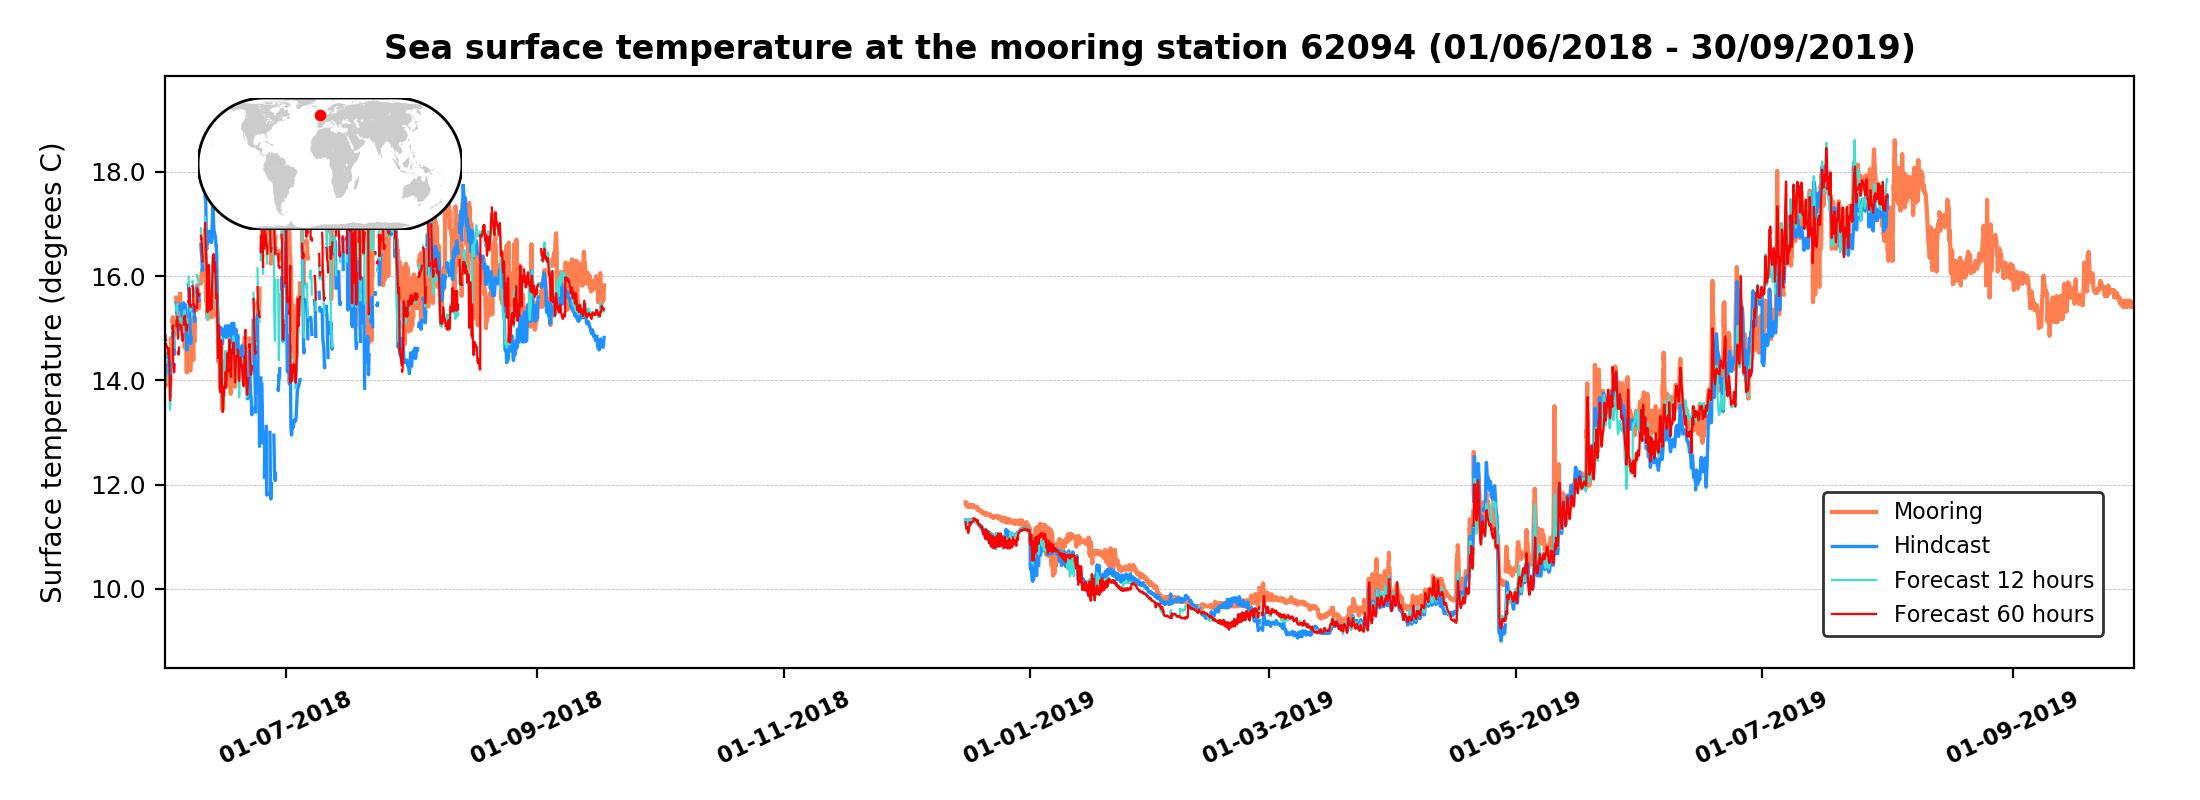 Sea surface temperature at the mooring station 62094 (01/06/2018 - 30/09/2019)
Surface temperature (degrees C)
18.0
16.0
14.0
12.0
10.0
Mooring
Hindcast
Forecast 12 hours
Forecast 60 hours
01-07-2018
01-09-2018
01-11-2018
01-01-2019
01-03-2019
01-05-2019
01-07-2019
01-09-2019